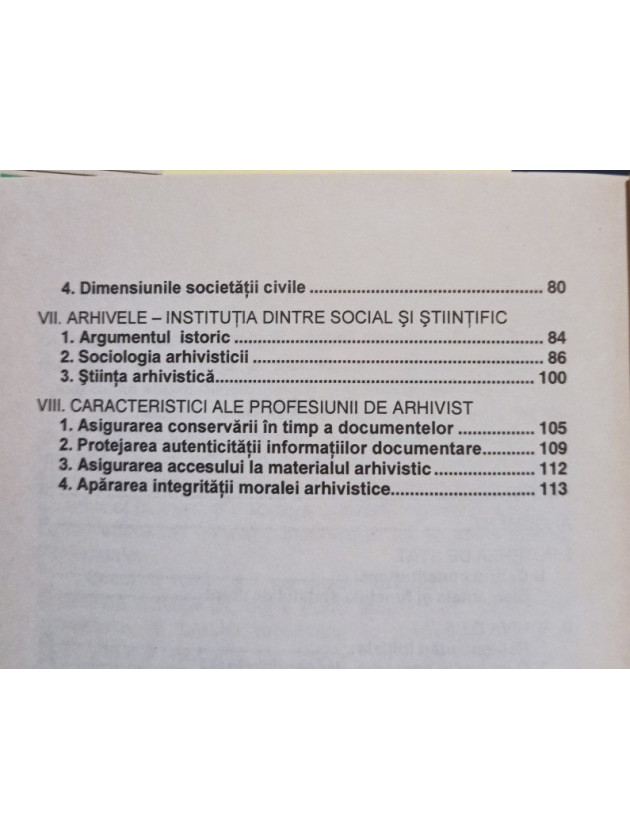 4. Dimensiunile societății civile ................................................ 80
VII. ARHIVELE – INSTITUȚIA DINTRE SOCIAL ȘI ȘTIINȚIFIC
1. Argumentul istoric ................................................................ 84
2. Sociologia arhivisticii ............................................................ 86
3. Știința arhivistică................................................................. 100
VIII. CARACTERISTICI ALE PROFESIUNII DE ARHIVIST
1. Asigurarea conservării în timp a documentelor ................. 105
2. Protejarea autenticității informațiilor documentare........... 109
3. Asigurarea accesului la materialul arhivistic ..................... 112
4. Apărarea integrității moralei arhivistice............................. 113